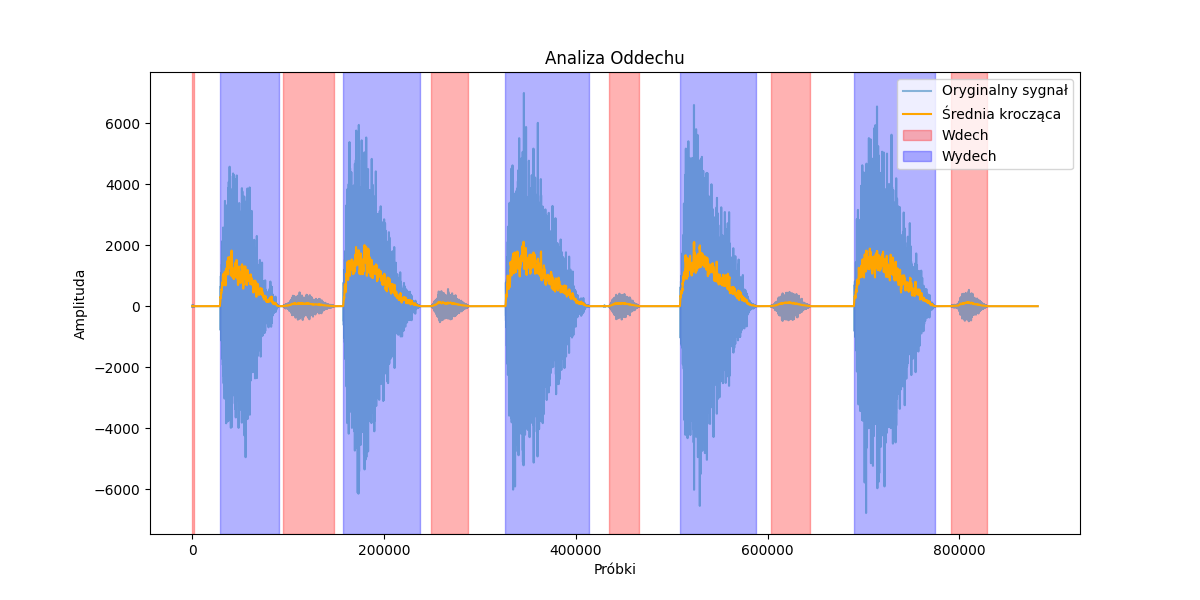 Analiza Oddechu
Oryginalny sygnał
Średnia krocząca
Wdech
Wydech
Amplituda
6000
4000
2000
0
−2000
−4000
−6000
0
200000
400000
600000
800000
Próbki